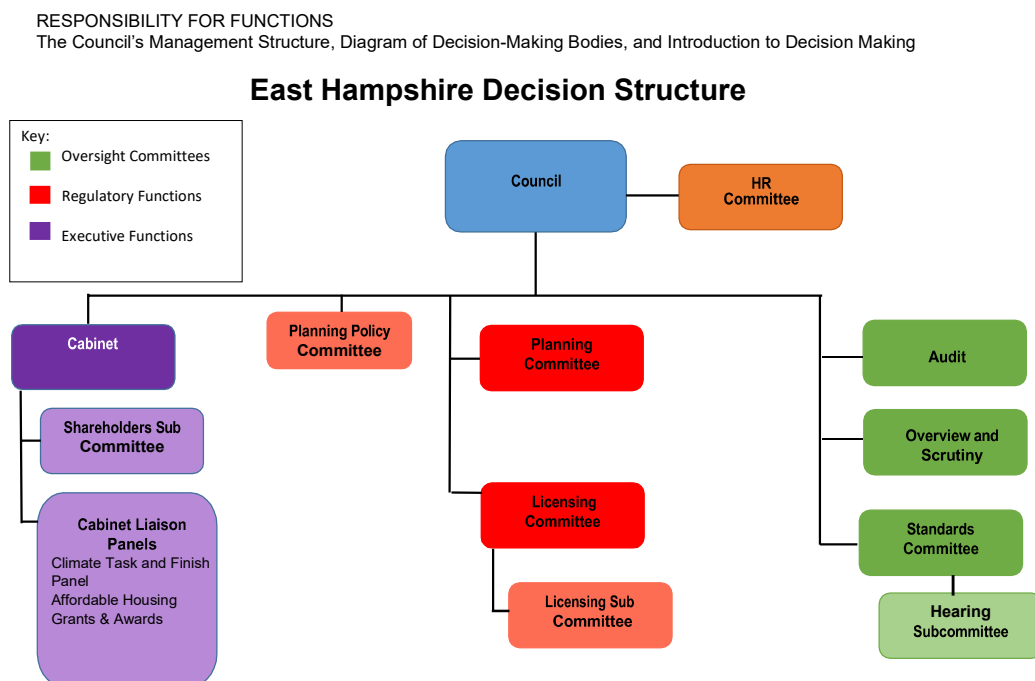 RESPONSIBILITY FOR FUNCTIONS
The Council’s Management Structure, Diagram of Decision-Making Bodies, and Introduction to Decision Making
East Hampshire Decision Structure
Key:
Oversight Committees
Regulatory Functions
Executive Functions
Council
HR
Committee
Cabinet
Planning Policy
Committee
Planning
Committee
Audit
Shareholders Sub
Committee
Overview and
Scrutiny
Cabinet Liaison
Panels
Climate Task and Finish
Panel
Affordable Housing
Grants & Awards
Licensing
Committee
Standards
Committee
Licensing Sub
Committee
Hearing
Subcommittee